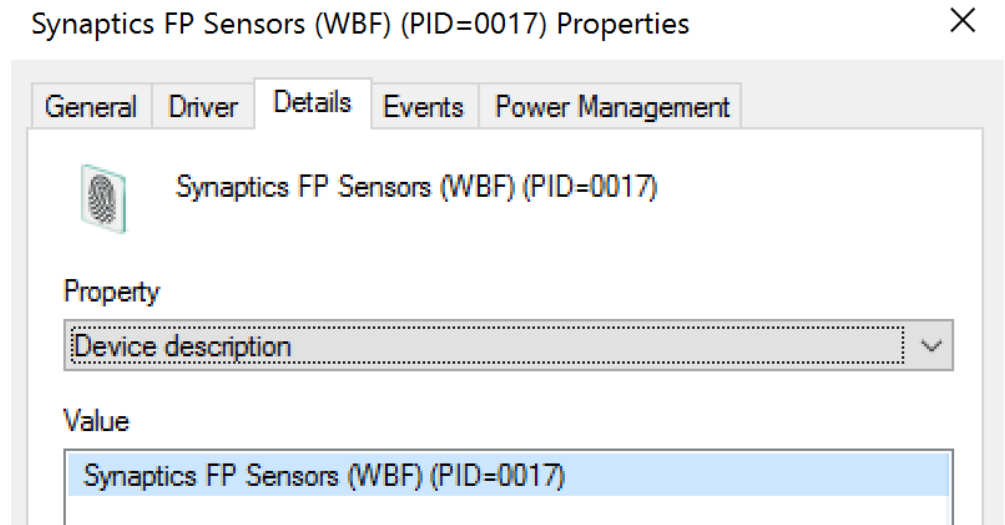 Synaptics FP Sensors (WBF) (PID=0017) Properties
General Driver Details Events Power Management
Synaptics FP Sensors (WBF) (PID=0017)
Property
Device description
Value
Synaptics FP Sensors (WBF) (PID=0017)